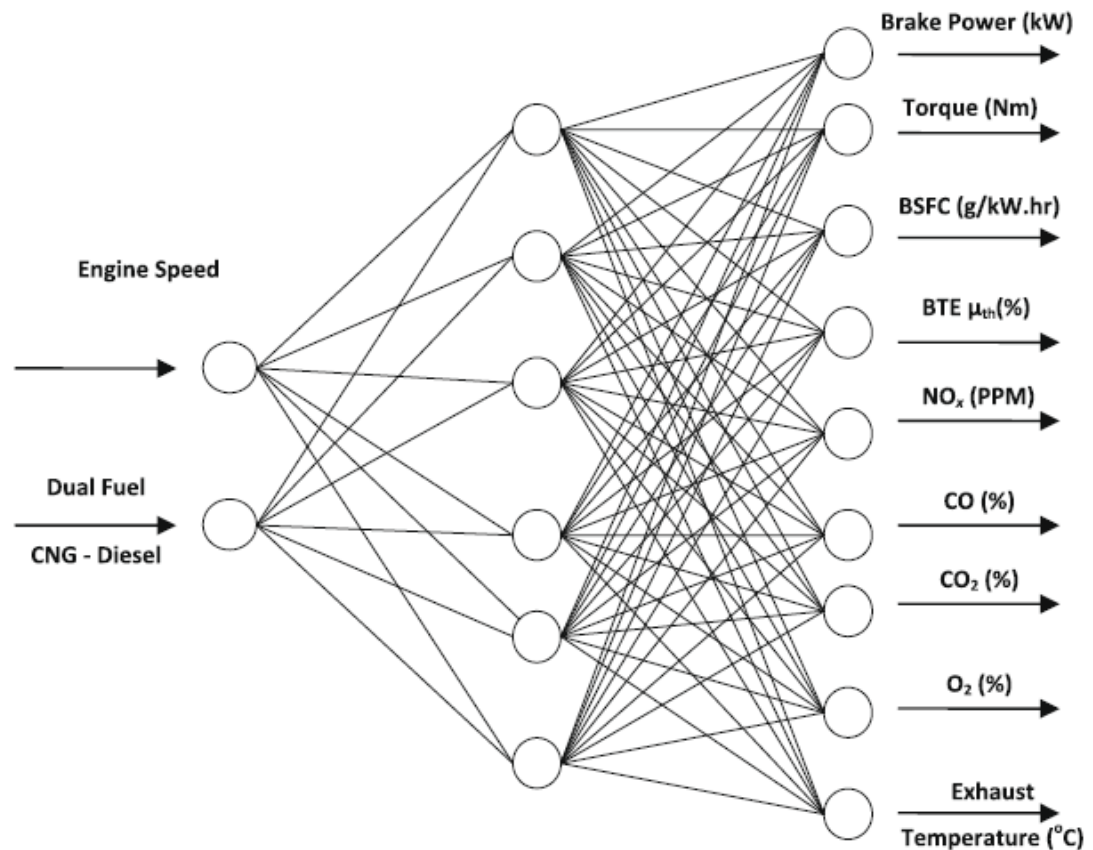 Brake Power (kW)
Torque (Nm)
BSFC (g/kW.hr)
Engine Speed
BTE μth(%)
NOx (PPM)
Dual Fuel
CNG - Diesel
CO (%)
CO2 (%)
O2 (%)
Exhaust
Temperature (°C)